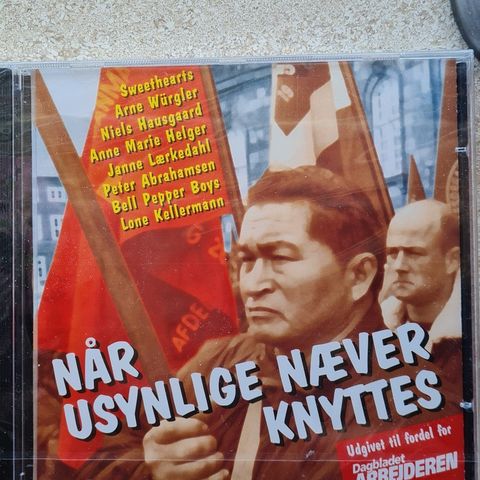 Sweethearts
Arne Würgler
Niels Hausgaard
Anne Marie Helger
Janne Lærkedahl
Peter Abrahamsen
Bell Pepper Boys
Lone Kellermann
AFDE
NÅR
USYNLIGE NÆVER
KNYTTES
Udgivet til fordel for
Dagbladet
ARBEJDEREN